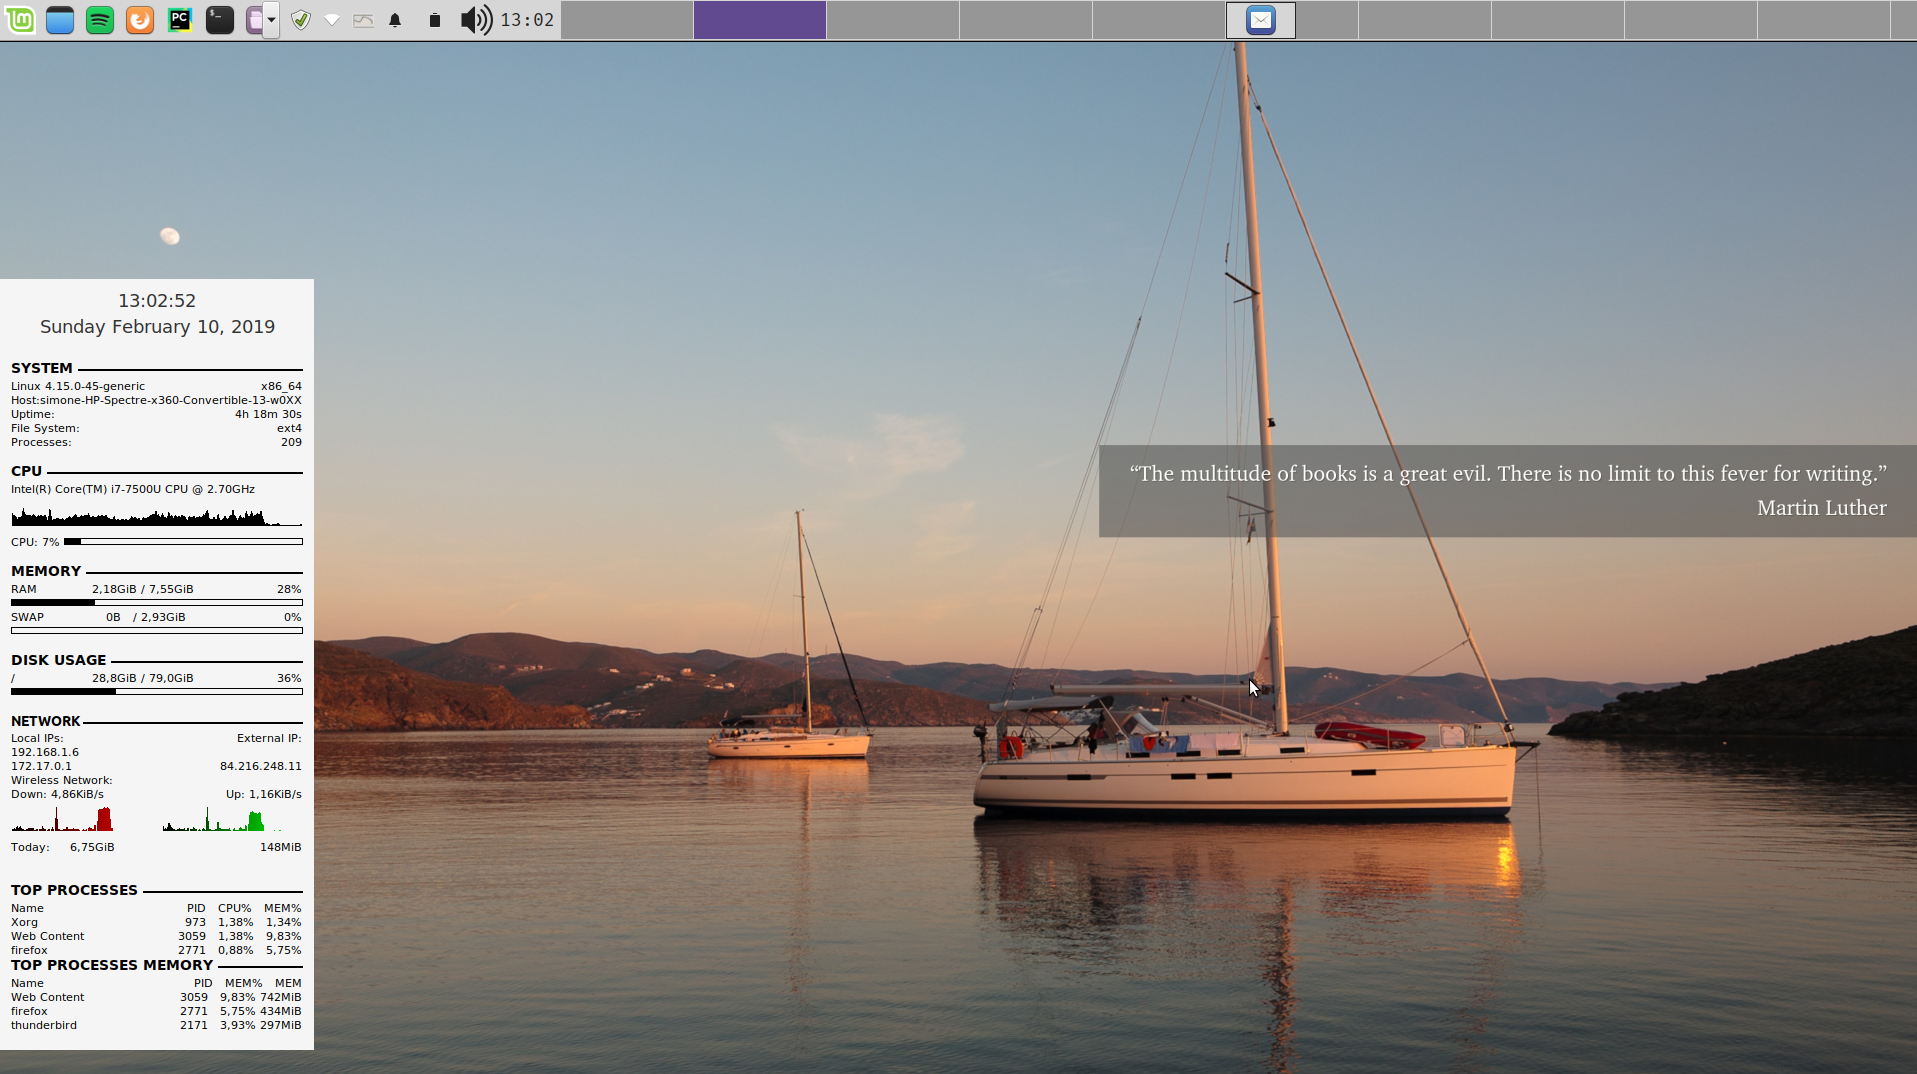 PC
$_
13:02
13:02:52
Sunday February 10, 2019
SYSTEM
Linux 4.15.0-45-generic x86_64
Host:simone-HP-Spectre-x360-Convertible-13-w0XX
Uptime: 4h 18m 30s
File System: ext4
Processes: 209
CPU
Intel(R) Core(TM) i7-7500U CPU @ 2.70GHz
CPU: 7%
MEMORY
RAM 2,18GiB / 7,55GiB 28%
SWAP 0B / 2,93GiB 0%
DISK USAGE
/ 28,8GiB / 79,0GiB 36%
NETWORK
Local IPs: External IP:
192.168.1.6
172.17.0.1 84.216.248.11
Wireless Network:
Down: 4,86KiB/s Up: 1,16KiB/s
Today: 6,75GiB 148MiB
TOP PROCESSES
Name PID CPU% MEM%
Xorg 973 1,38% 1,34%
Web Content 3059 1,38% 9,83%
firefox 2771 0,88% 5,75%
TOP PROCESSES MEMORY
Name PID MEM% MEM
Web Content 3059 9,83% 742MiB
firefox 2771 5,75% 434MiB
thunderbird 2171 3,93% 297MiB
“The multitude of books is a great evil. There is no limit to this fever for writing.”
Martin Luther